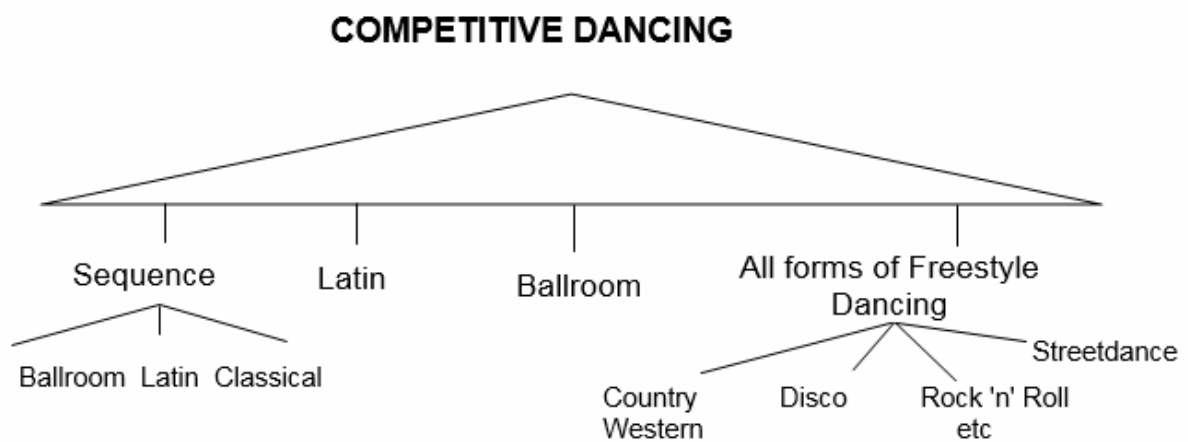 COMPETITIVE DANCING
Sequence
Latin
Ballroom
All forms of Freestyle
Dancing
Ballroom
Latin
Classical
Country
Western
Disco
Rock 'n' Roll
etc
Streetdance